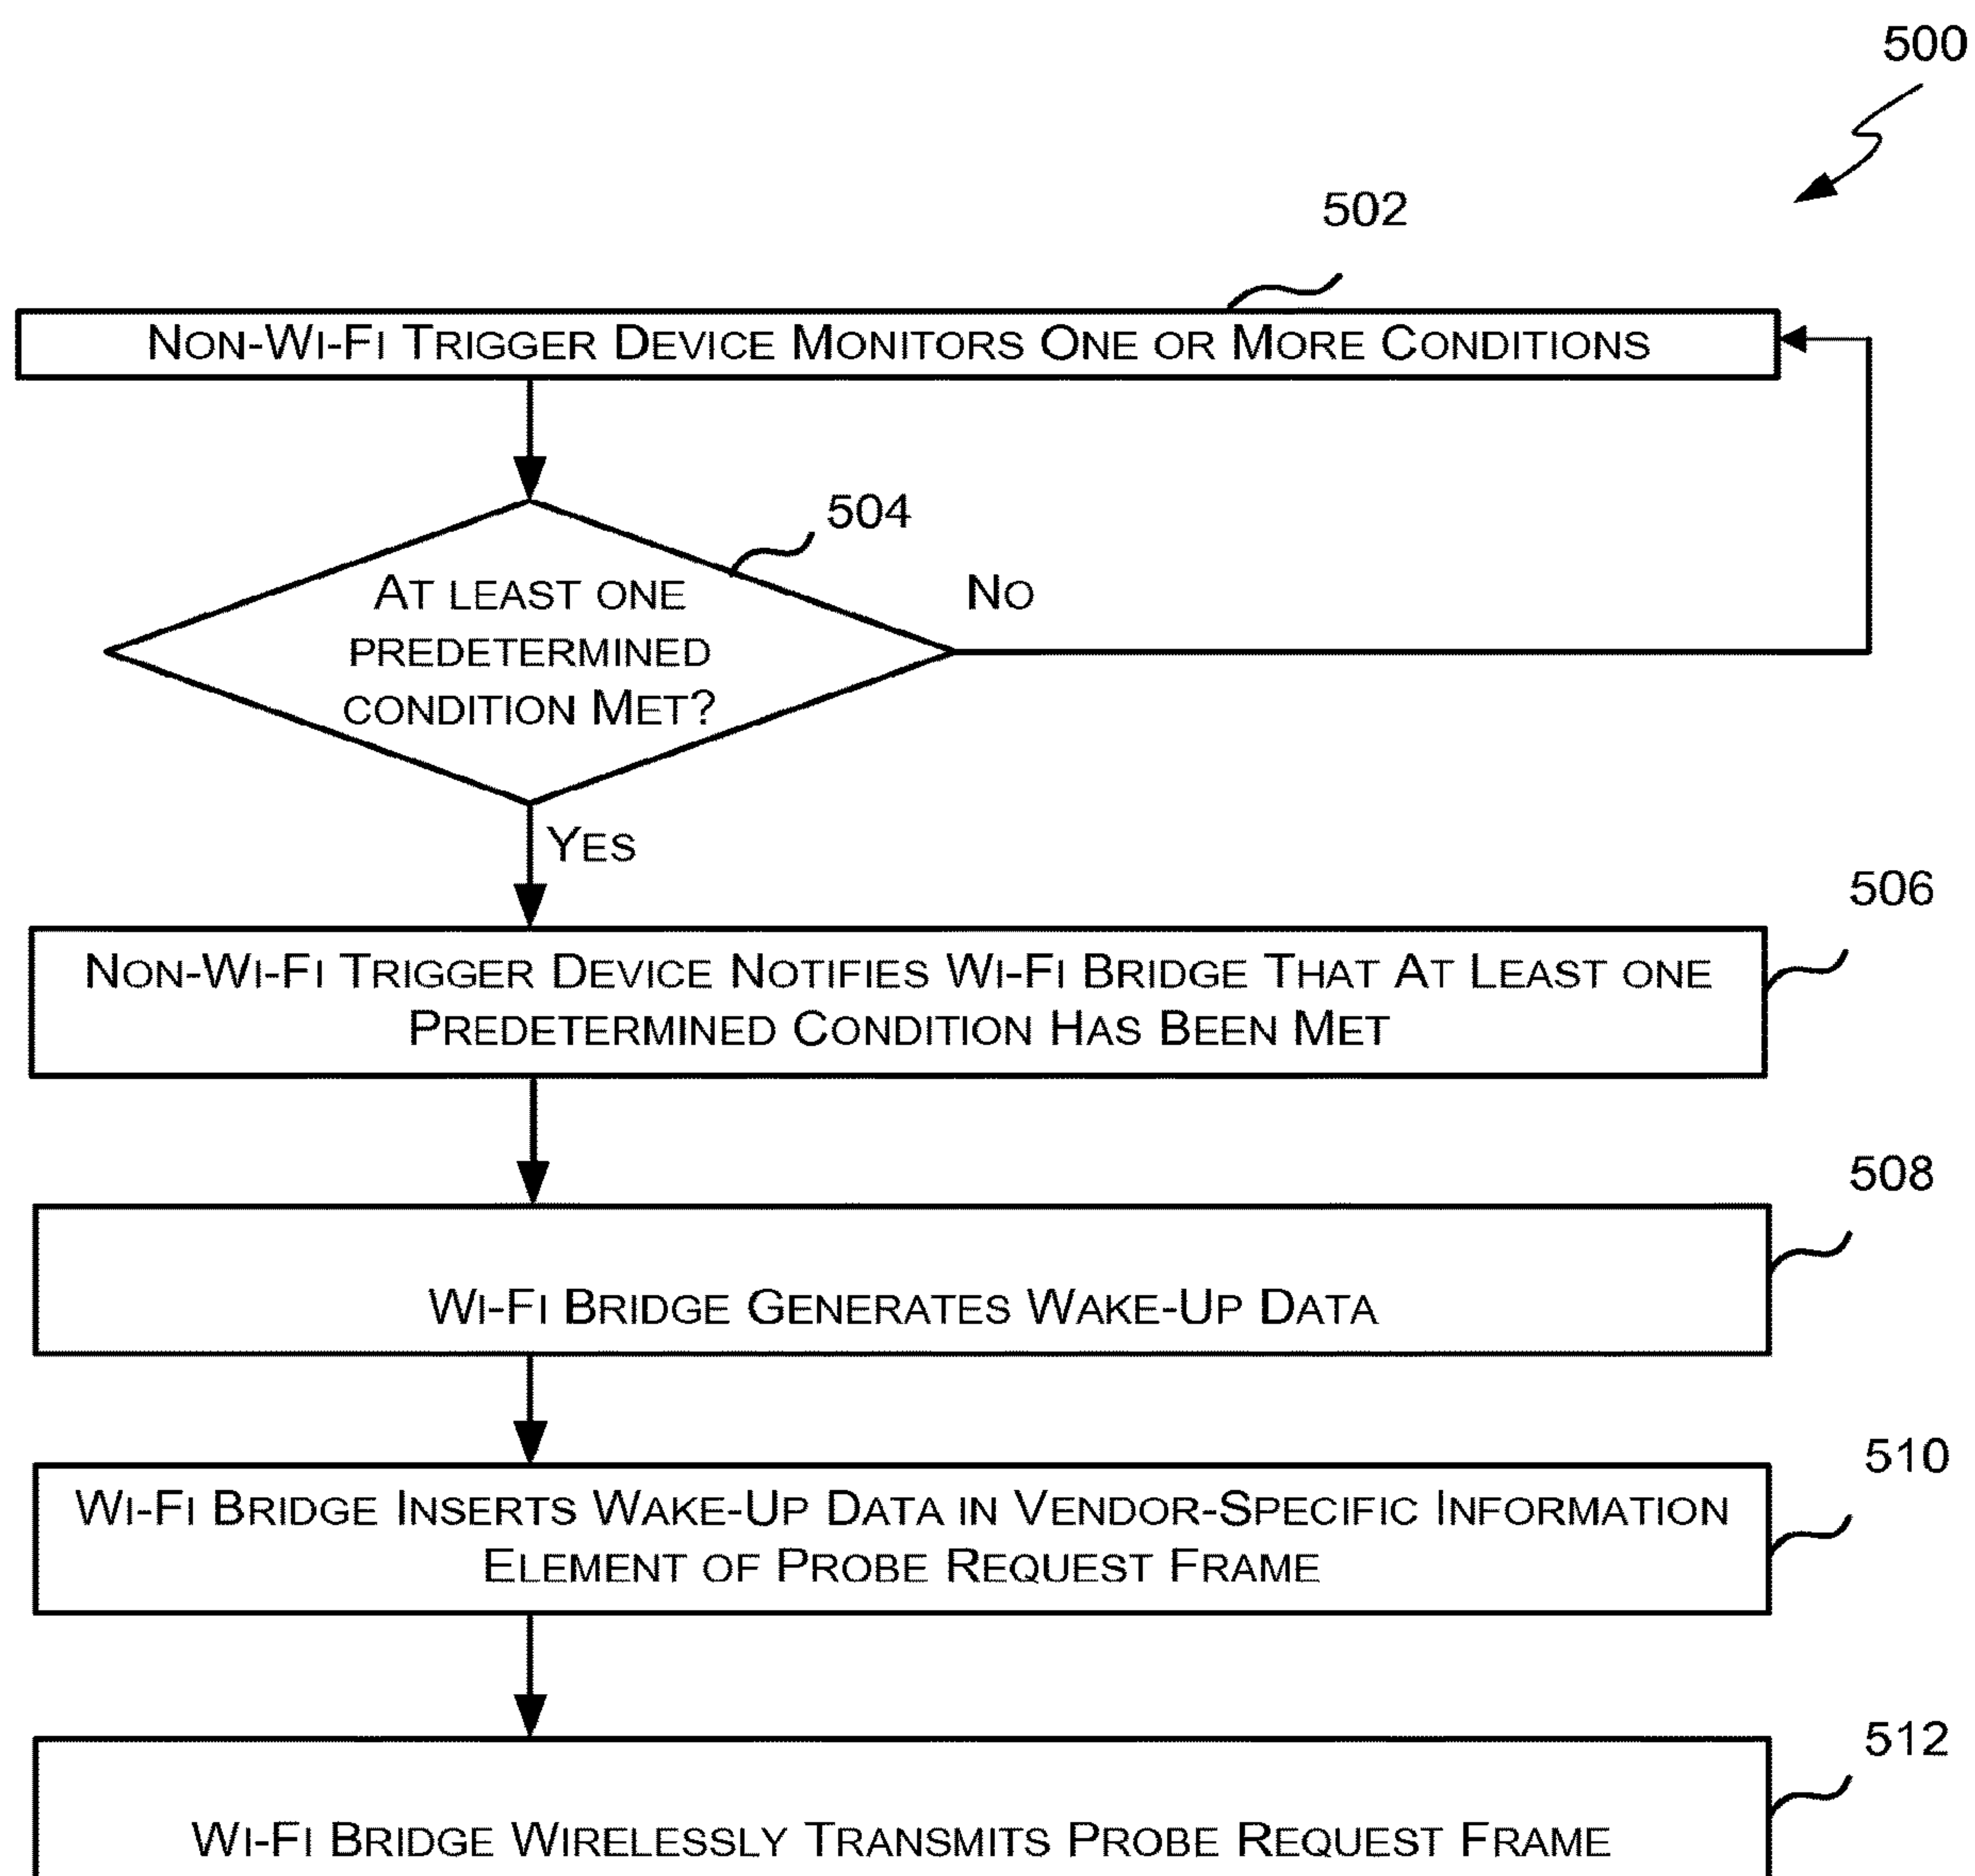 500
502
Non-Wi-Fi Trigger Device Monitors One or More Conditions
504
At least one
predetermined
condition Met?
No
Yes
506
Non-Wi-Fi Trigger Device Notifies Wi-Fi Bridge That At Least one
Predetermined Condition Has Been Met
508
Wi-Fi Bridge Generates Wake-Up Data
510
Wi-Fi Bridge Inserts Wake-Up Data in Vendor-Specific Information
Element of Probe Request Frame
512
Wi-Fi Bridge Wirelessly Transmits Probe Request Frame